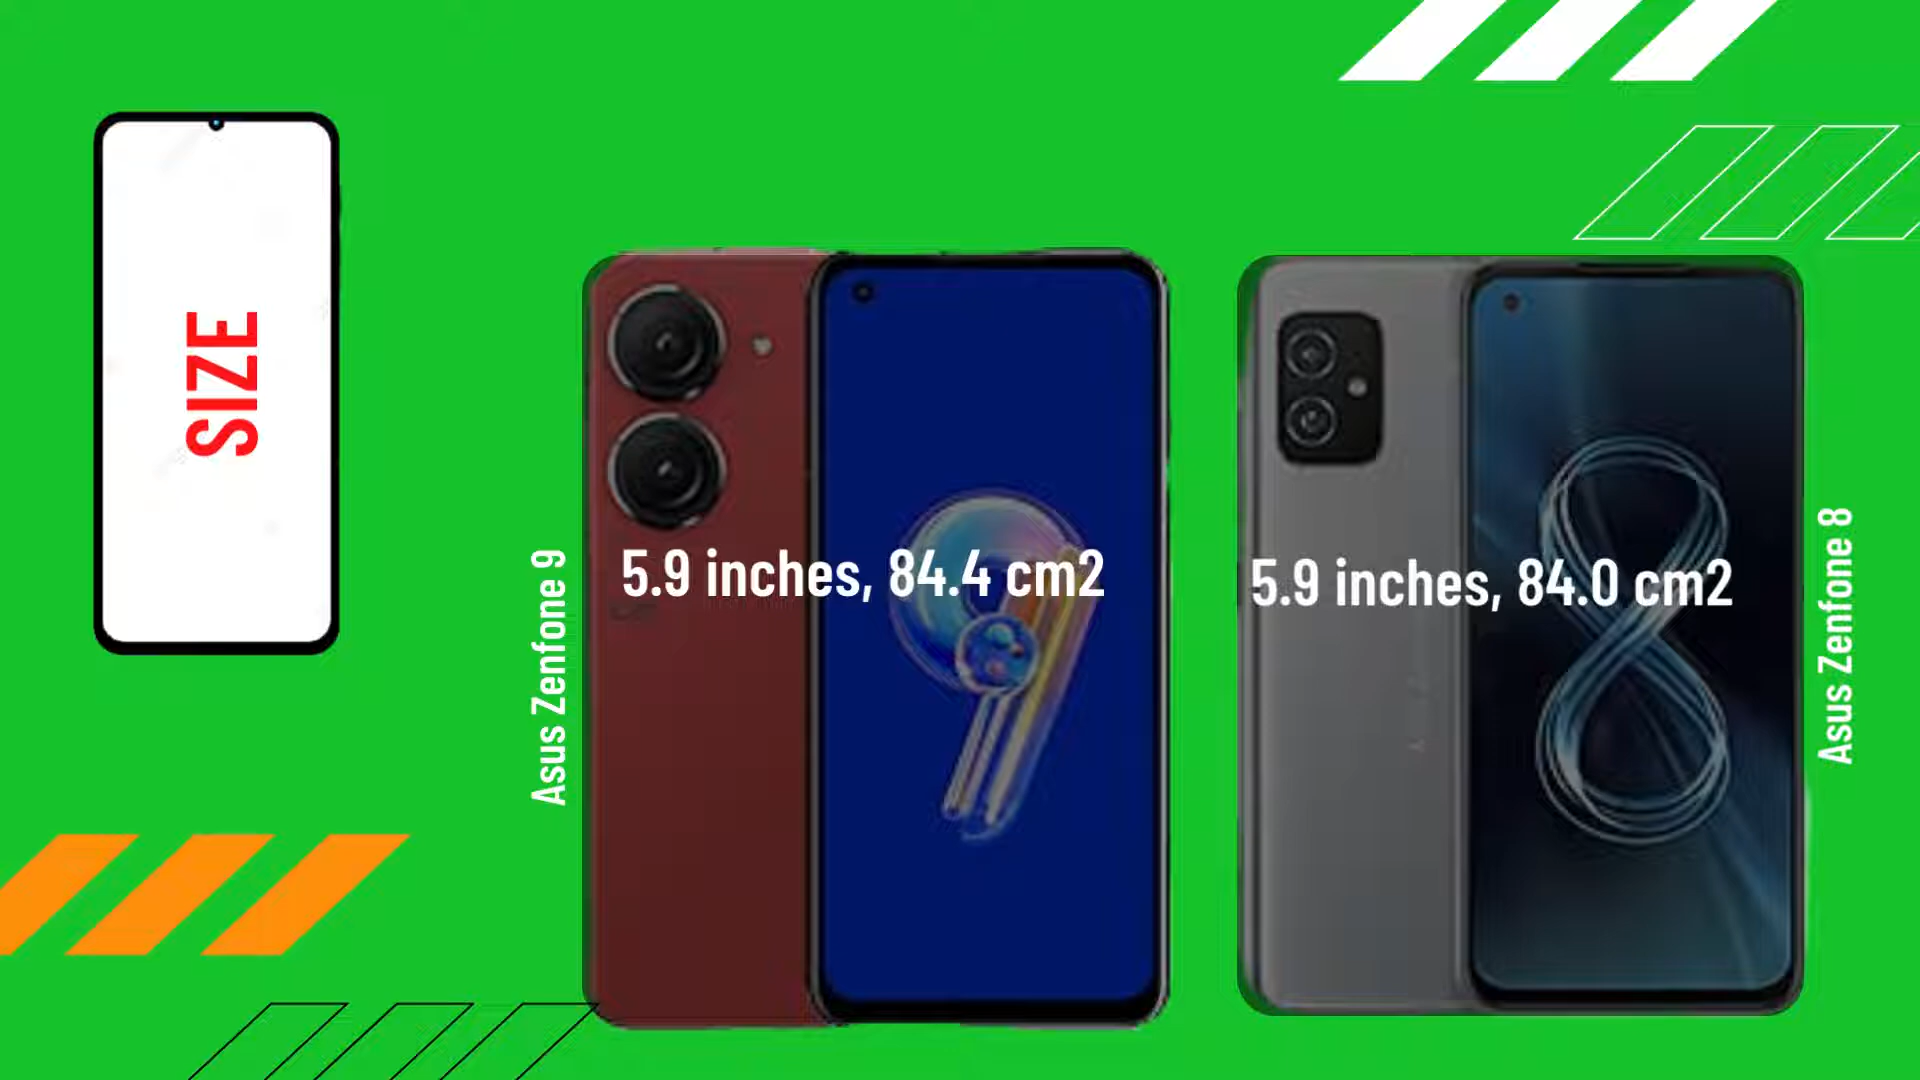 SIZE
Asus Zenfone 9
5.9 inches, 84.4 cm2
5.9 inches, 84.0 cm2
Asus Zenfone 8